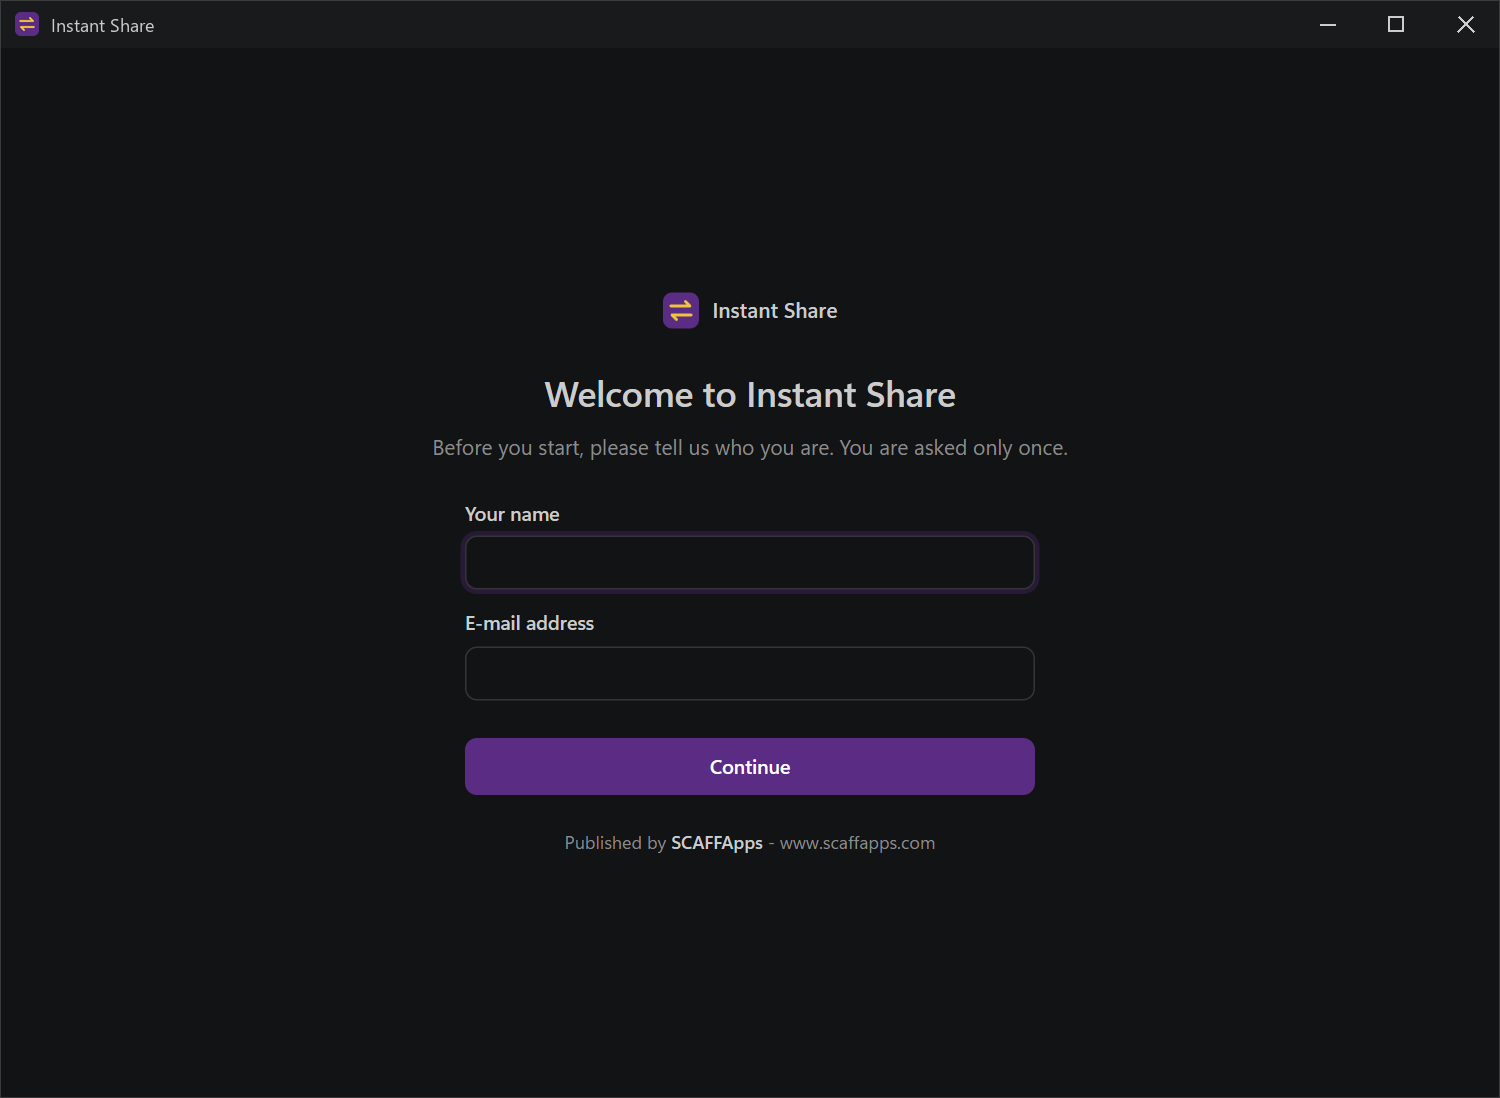 Instant Share
Instant Share
Welcome to Instant Share
Before you start, please tell us who you are. You are asked only once.
Your name
E-mail address
Continue
Published by SCAFFApps - www.scaffapps.com